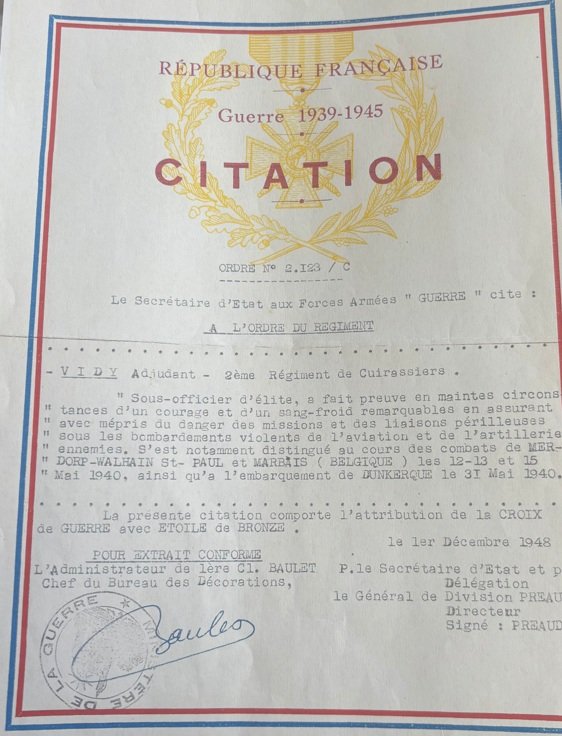 RÉPUBLIQUE FRANÇAISE
Guerre 1939-1945
CITATION
ORDRE N° 2.123 / C
Le Secrétaire d'Etat aux Forces Armées " GUERRE " cite :
A L'ORDRE DU REGIMENT
- VIDY Adjudant - 2ème Régiment de Cuirassiers .
" Sous-officier d'élite, a fait preuve en maintes circons
" tances d'un courage et d'un sang-froid remarquables en assurant
" avec mépris du danger des missions et des liaisons périlleuses
" sous les bombardements violents de l'aviation et de l'artillerie
" ennemies. S'est notamment distingué au cours des combats de MER-
" DORP-WALHAIN St- PAUL et MARBAIS ( BELGIQUE ) les 12-13 et 15
" Mai 1940, ainsi qu'a l'embarquement de DUNKERQUE le 31 Mai 1940.
La présente citation comporte l'attribution de la CROIX
de GUERRE avec ETOILE de BRONZE .
le 1er Décembre 1948
POUR EXTRAIT CONFORME
L'Administrateur de 1ère Cl. BAULET
Chef du Bureau des Décorations,
P.le Secrétaire d'Etat et p
Délégation
le Général de Division PREAU
Directeur
Signé : PREAUD
MINISTERE DE LA GUERRE